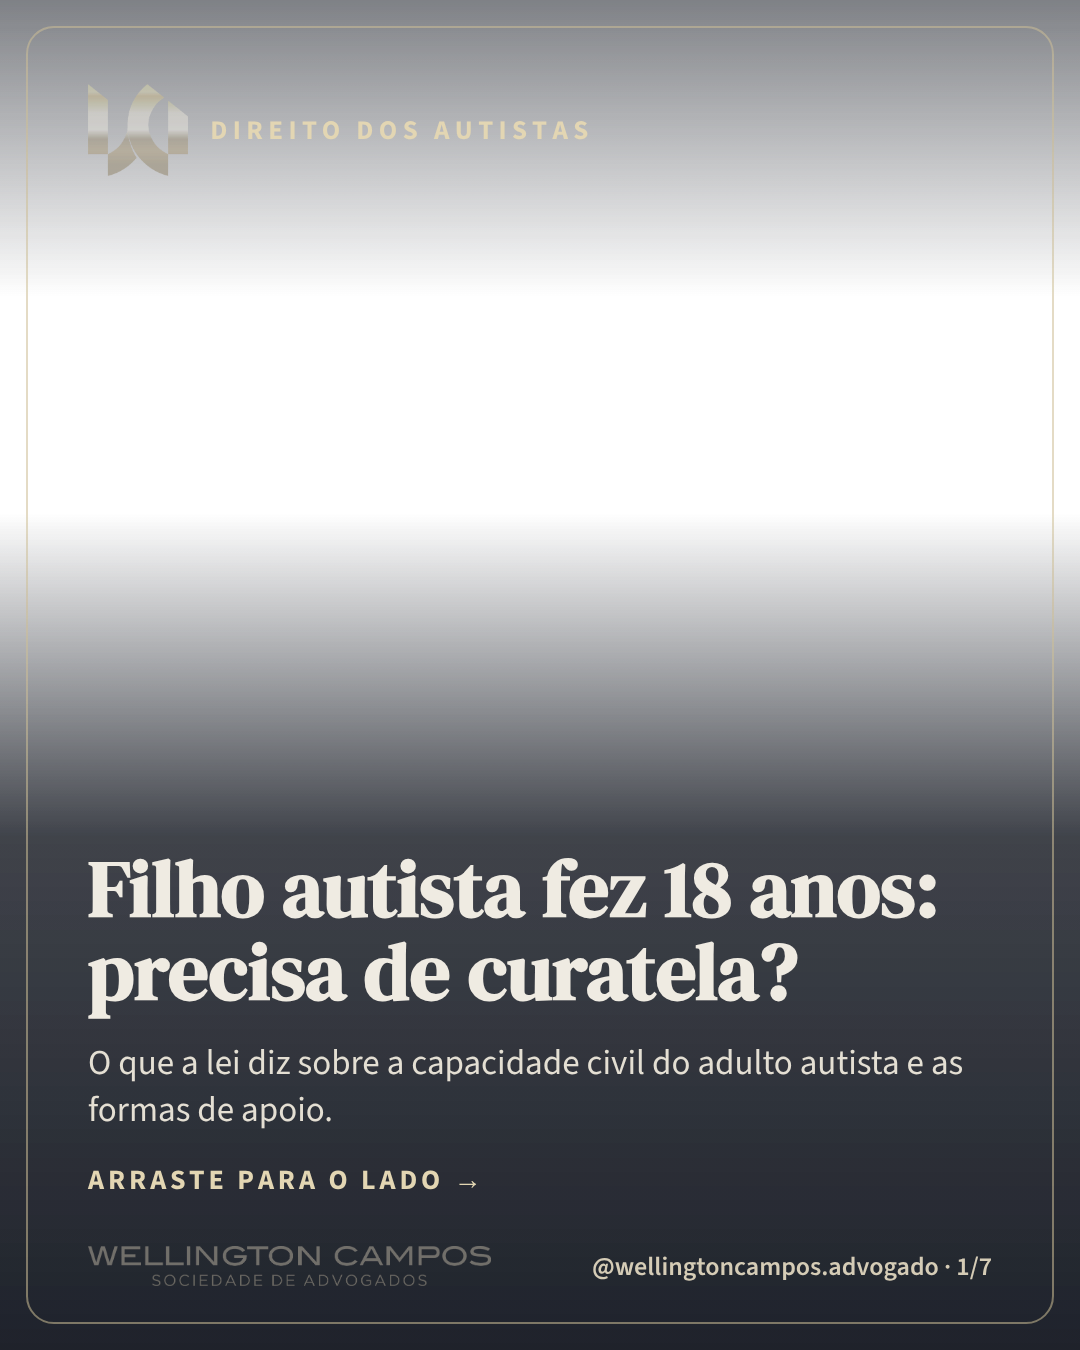 DIREITO DOS AUTISTAS
Filho autista fez 18 anos:
precisa de curatela?
O que a lei diz sobre a capacidade civil do adulto autista e as
formas de apoio.
ARRASTE PARA O LADO →
WELLINGTON CAMPOS
SOCIEDADE DE ADVOGADOS
@wellingtoncampos.advogado · 1/7